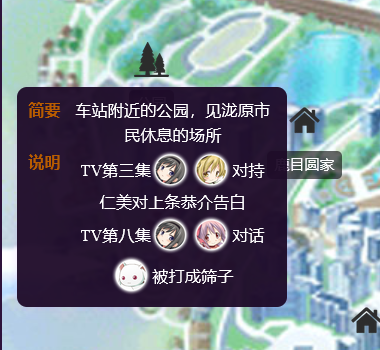 简要 车站附近的公园，见泷原市
民休息的场所
说明 TV第三集 对持
仁美对上条恭介告白
TV第八集 对话
被打成筛子
目圆家